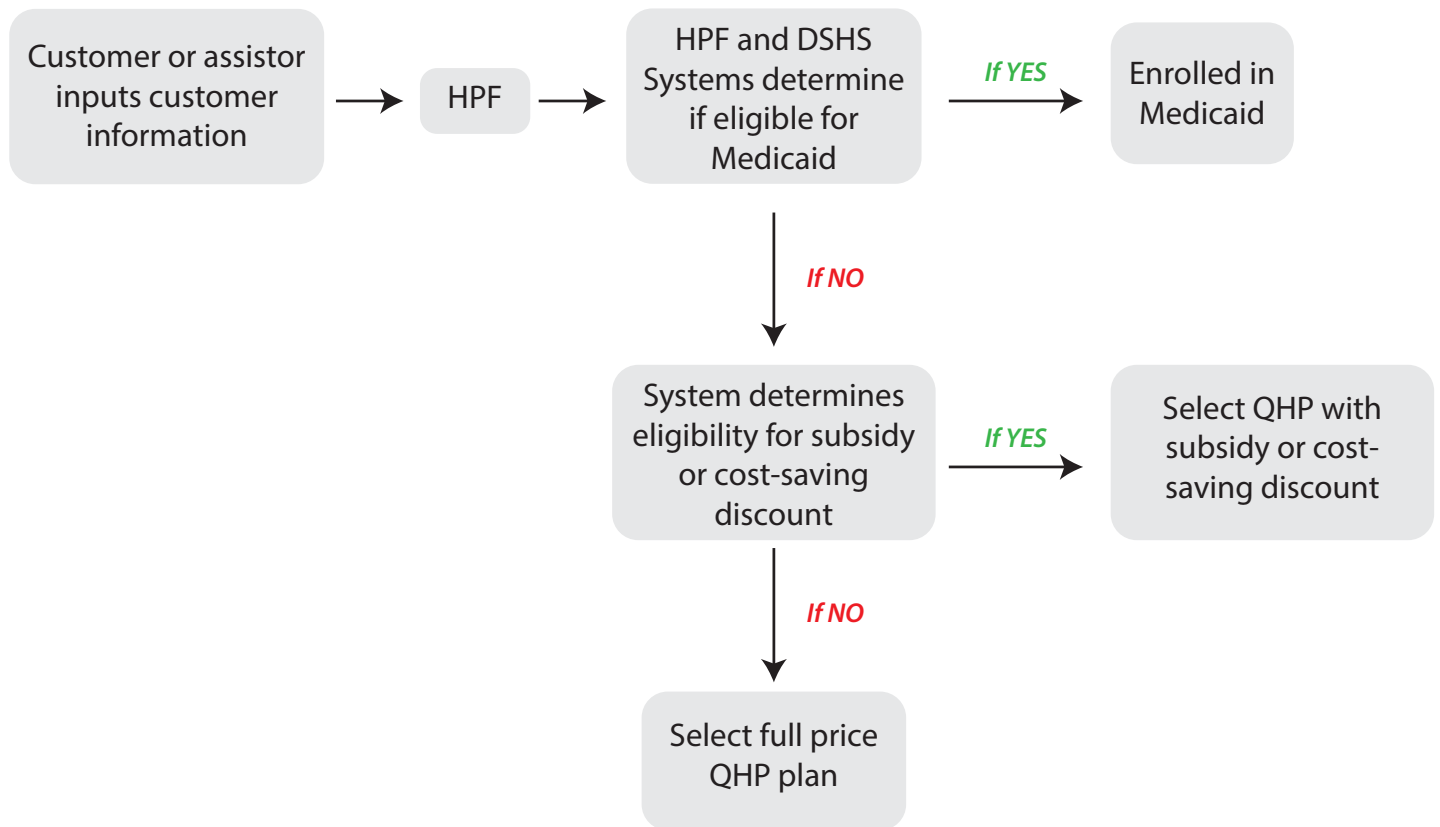 Customer or assistor
inputs customer
information
HPF
HPF and DSHS
Systems determine
if eligible for
Medicaid
If YES
Enrolled in
Medicaid
If NO
System determines
eligibility for subsidy
or cost-saving
discount
If YES
Select QHP with
subsidy or cost-
saving discount
If NO
Select full price
QHP plan